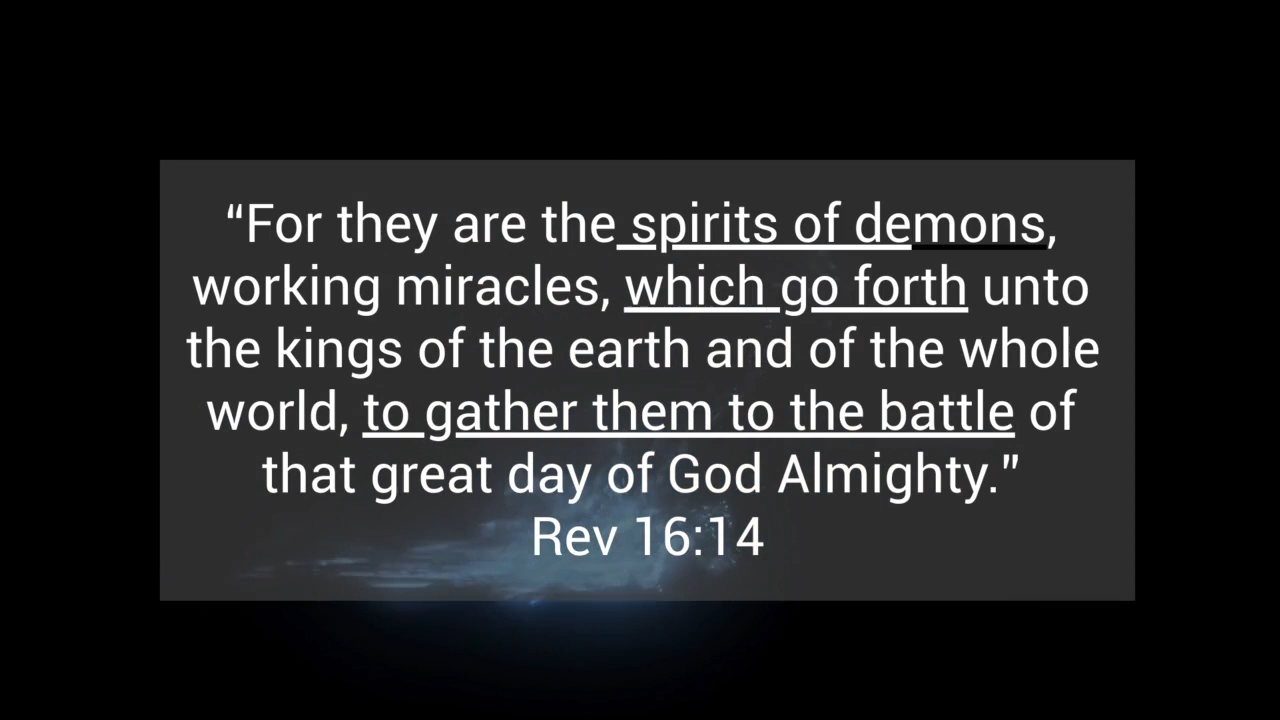 “For they are the spirits of demons,
working miracles, which go forth unto
the kings of the earth and of the whole
world, to gather them to the battle of
that great day of God Almighty.”
Rev 16:14